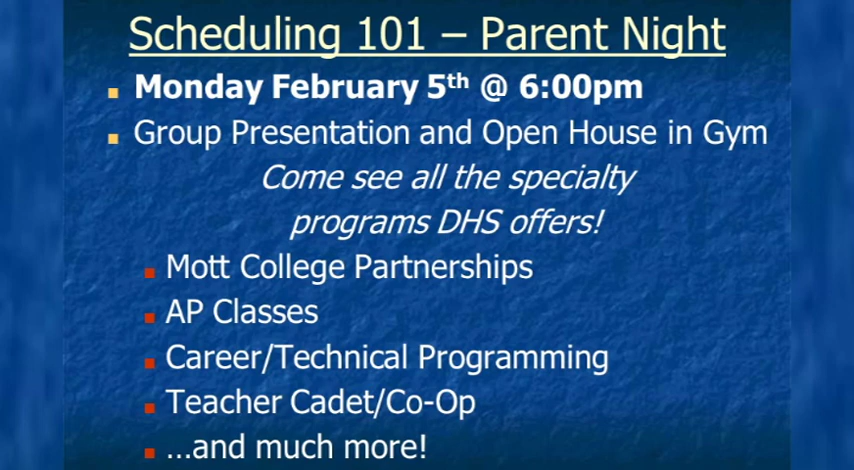 Scheduling 101 – Parent Night
Monday February 5th @ 6:00pm
Group Presentation and Open House in Gym
Come see all the specialty
programs DHS offers!
Mott College Partnerships
AP Classes
Career/Technical Programming
Teacher Cadet/Co-Op
...and much more!